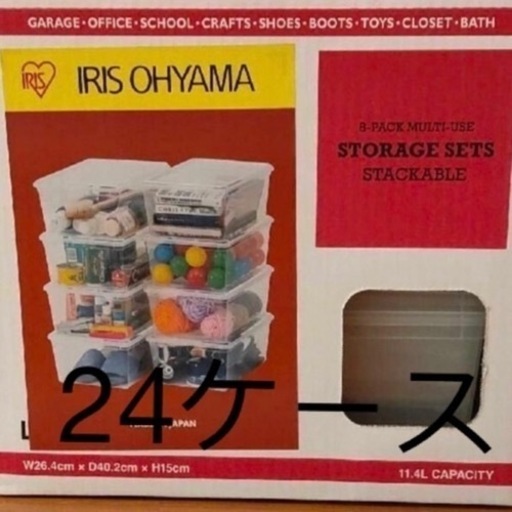 GARAGE・OFFICE・SCHOOL・CRAFTS・SHOES・BOOTS・TOYS・CLOSET・BATH
IRIS
IRIS OHYAMA
8-PACK MULTI-USE
STORAGE SETS
STACKABLE
24ケース
JAPAN
W26.4cm × D40.2cm × H15cm
11.4L CAPACITY